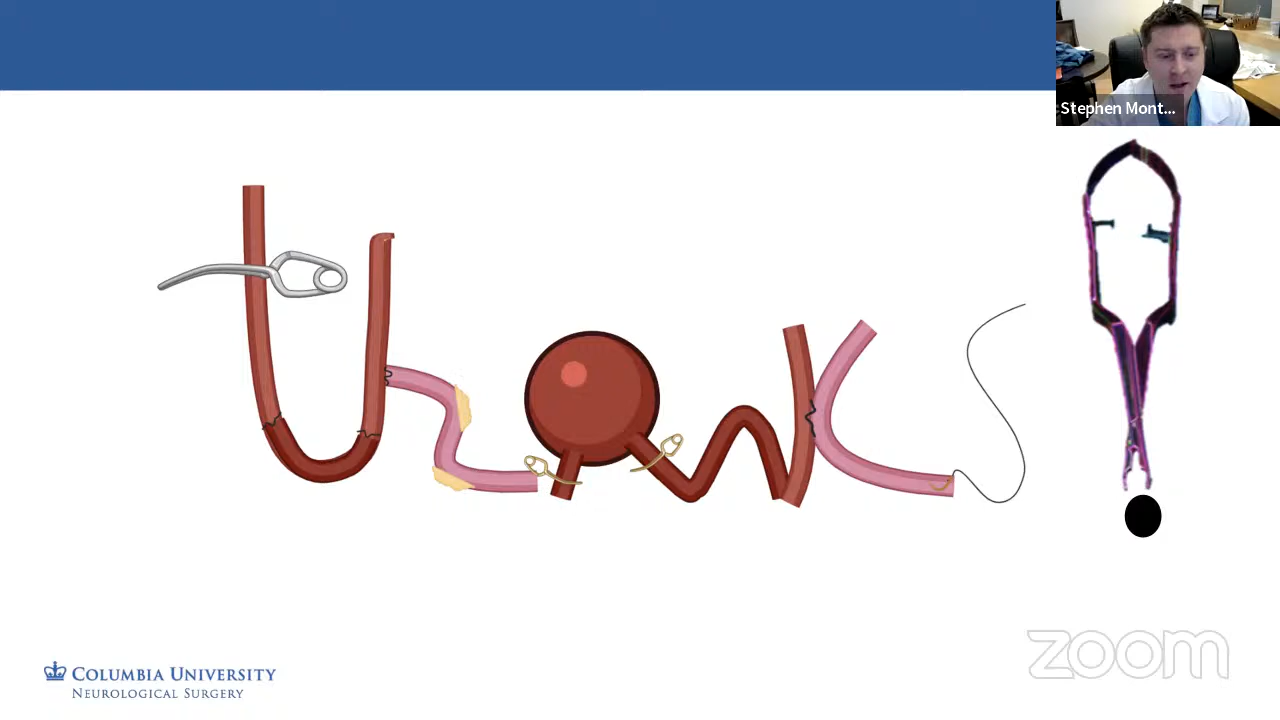 Stephen Mont...
thanks!
COLUMBIA UNIVERSITY
NEUROLOGICAL SURGERY
zoom